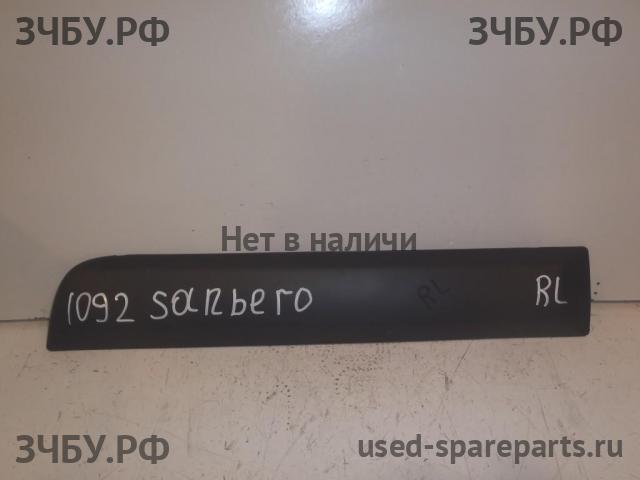 ЗЧБУ.РФ ЗЧБУ.РФ
Нет в наличи
1092 sanbero RL RL
ЗЧБУ.РФ used-spareparts.ru